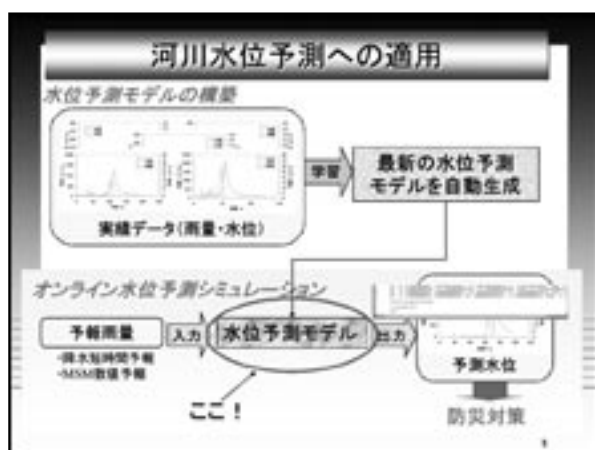 河川水位予測への適用
水位予測モデルの構築
学習
最新の水位予測
モデルを自動生成
実績データ(雨量・水位)
オンライン水位予測シミュレーション
予報雨量
入力
水位予測モデル
出力
・降水短時間予報
・MSM数値予報
予測水位
ここ!
防災対策